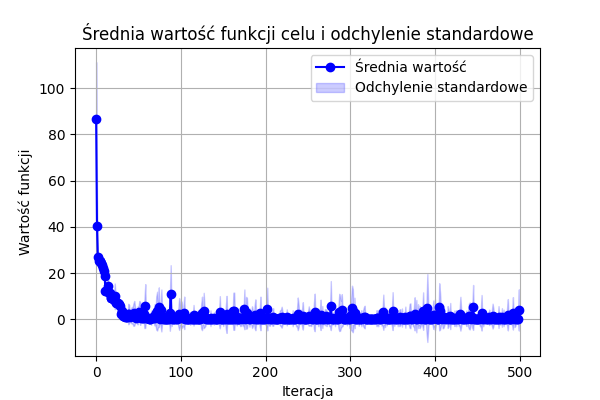 Średnia wartość funkcji celu i odchylenie standardowe
Średnia wartość
Odchylenie standardowe
Wartość funkcji
100
80
60
40
20
0
0 100 200 300 400 500
Iteracja